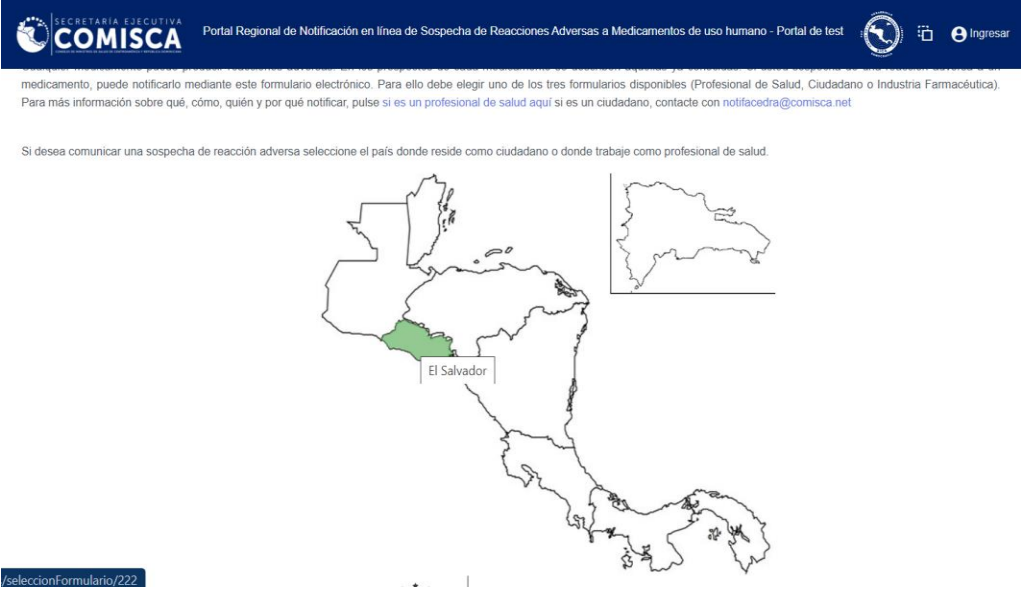 SECRETARÍA EJECUTIVA
COMISCA
Portal Regional de Notificación en línea de Sospecha de Reacciones Adversas a Medicamentos de uso humano - Portal de test
Ingresar
medicamento, puede notificarlo mediante este formulario electrónico. Para ello debe elegir uno de los tres formularios disponibles (Profesional de Salud, Ciudadano o Industria Farmacéutica).
Para más información sobre qué, cómo, quién y por qué notificar, pulse si es un profesional de salud aquí si es un ciudadano, contacte con notifacedra@comisca.net
Si desea comunicar una sospecha de reacción adversa seleccione el país donde reside como ciudadano o donde trabaje como profesional de salud.
El Salvador
/seleccionFormulario/222